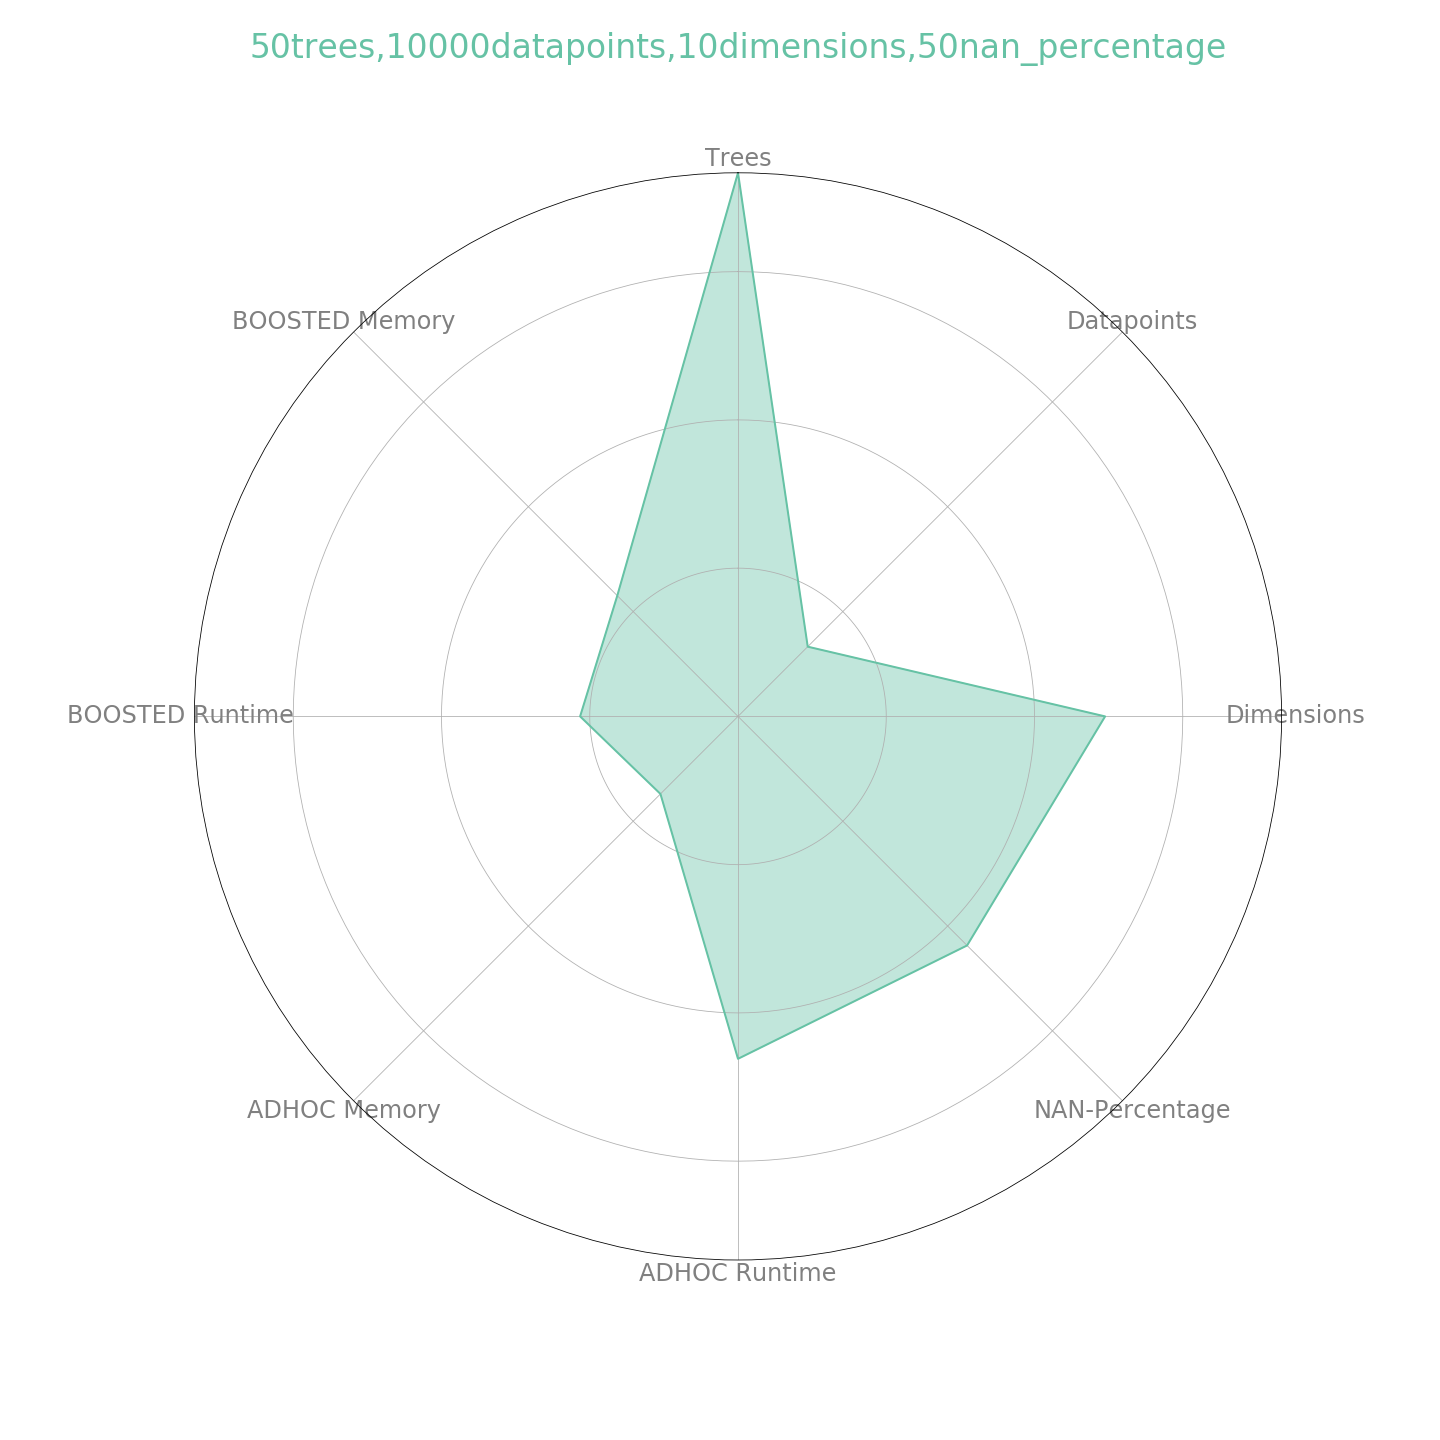 50trees,10000datapoints,10dimensions,50nan_percentage
Trees
BOOSTED Memory
Datapoints
BOOSTED Runtime
Dimensions
ADHOC Memory
NAN-Percentage
ADHOC Runtime